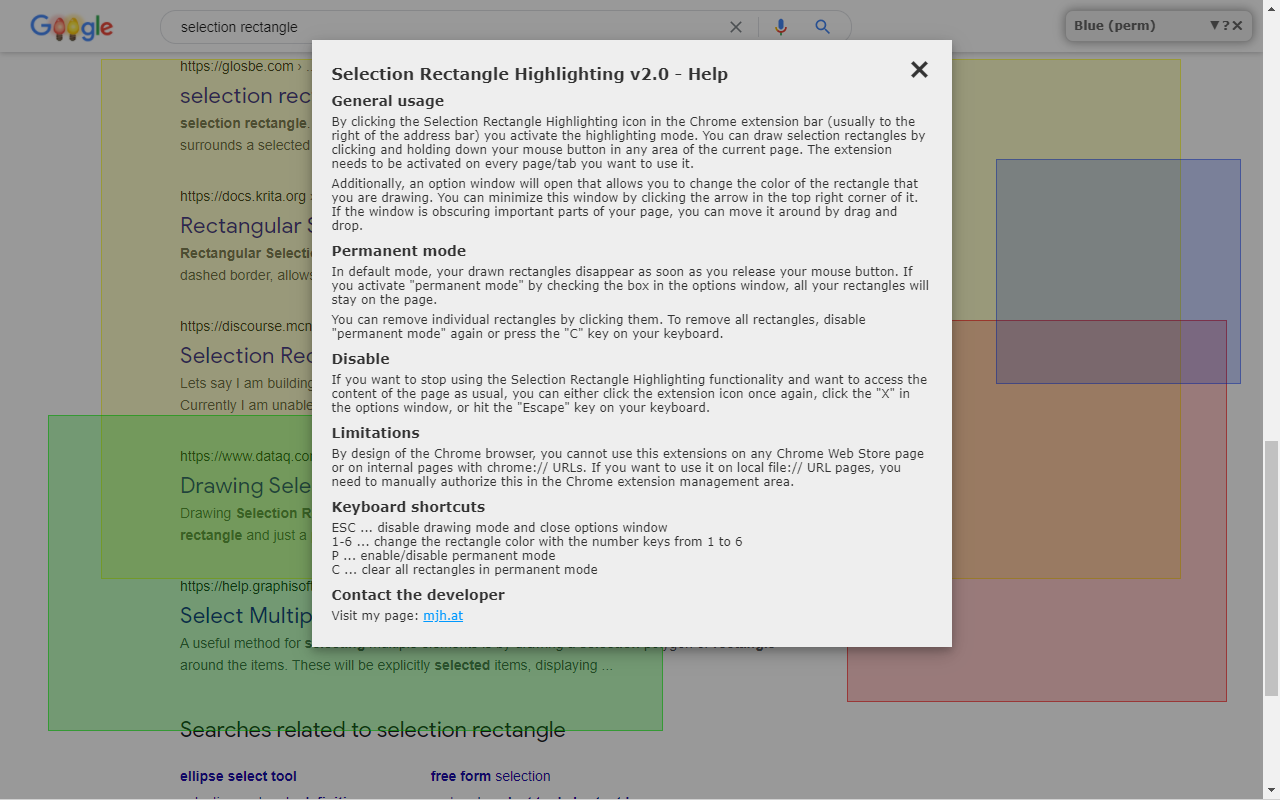 Google
selection rectangle
Blue (perm) ▼ ? ✕
https://glosbe.com › ..
selection rec
selection rectangle.
surrounds a selected
https://docs.krita.org
Rectangular S
Rectangular Selecti
dashed border, allows
https://discourse.mcn
Selection Rec
Lets say I am building
Currently I am unable
https://www.dataq.com
Drawing Sele
Drawing Selection R
rectangle and just a
https://help.graphisoft
Select Multip
A useful method for selecting multiple elements is by drawing a selection polygon or rectangle
around the items. These will be explicitly selected items, displaying ...
Searches related to selection rectangle
ellipse select tool
free form selection
Selection Rectangle Highlighting v2.0 - Help
General usage
By clicking the Selection Rectangle Highlighting icon in the Chrome extension bar (usually to the
right of the address bar) you activate the highlighting mode. You can draw selection rectangles by
clicking and holding down your mouse button in any area of the current page. The extension
needs to be activated on every page/tab you want to use it.
Additionally, an option window will open that allows you to change the color of the rectangle that
you are drawing. You can minimize this window by clicking the arrow in the top right corner of it.
If the window is obscuring important parts of your page, you can move it around by drag and
drop.
Permanent mode
In default mode, your drawn rectangles disappear as soon as you release your mouse button. If
you activate "permanent mode" by checking the box in the options window, all your rectangles will
stay on the page.
You can remove individual rectangles by clicking them. To remove all rectangles, disable
"permanent mode" again or press the "C" key on your keyboard.
Disable
If you want to stop using the Selection Rectangle Highlighting functionality and want to access the
content of the page as usual, you can either click the extension icon once again, click the "X" in
the options window, or hit the "Escape" key on your keyboard.
Limitations
By design of the Chrome browser, you cannot use this extensions on any Chrome Web Store page
or on internal pages with chrome:// URLs. If you want to use it on local file:// URL pages, you
need to manually authorize this in the Chrome extension management area.
Keyboard shortcuts
ESC ... disable drawing mode and close options window
1-6 ... change the rectangle color with the number keys from 1 to 6
P ... enable/disable permanent mode
C ... clear all rectangles in permanent mode
Contact the developer
Visit my page: mjh.at